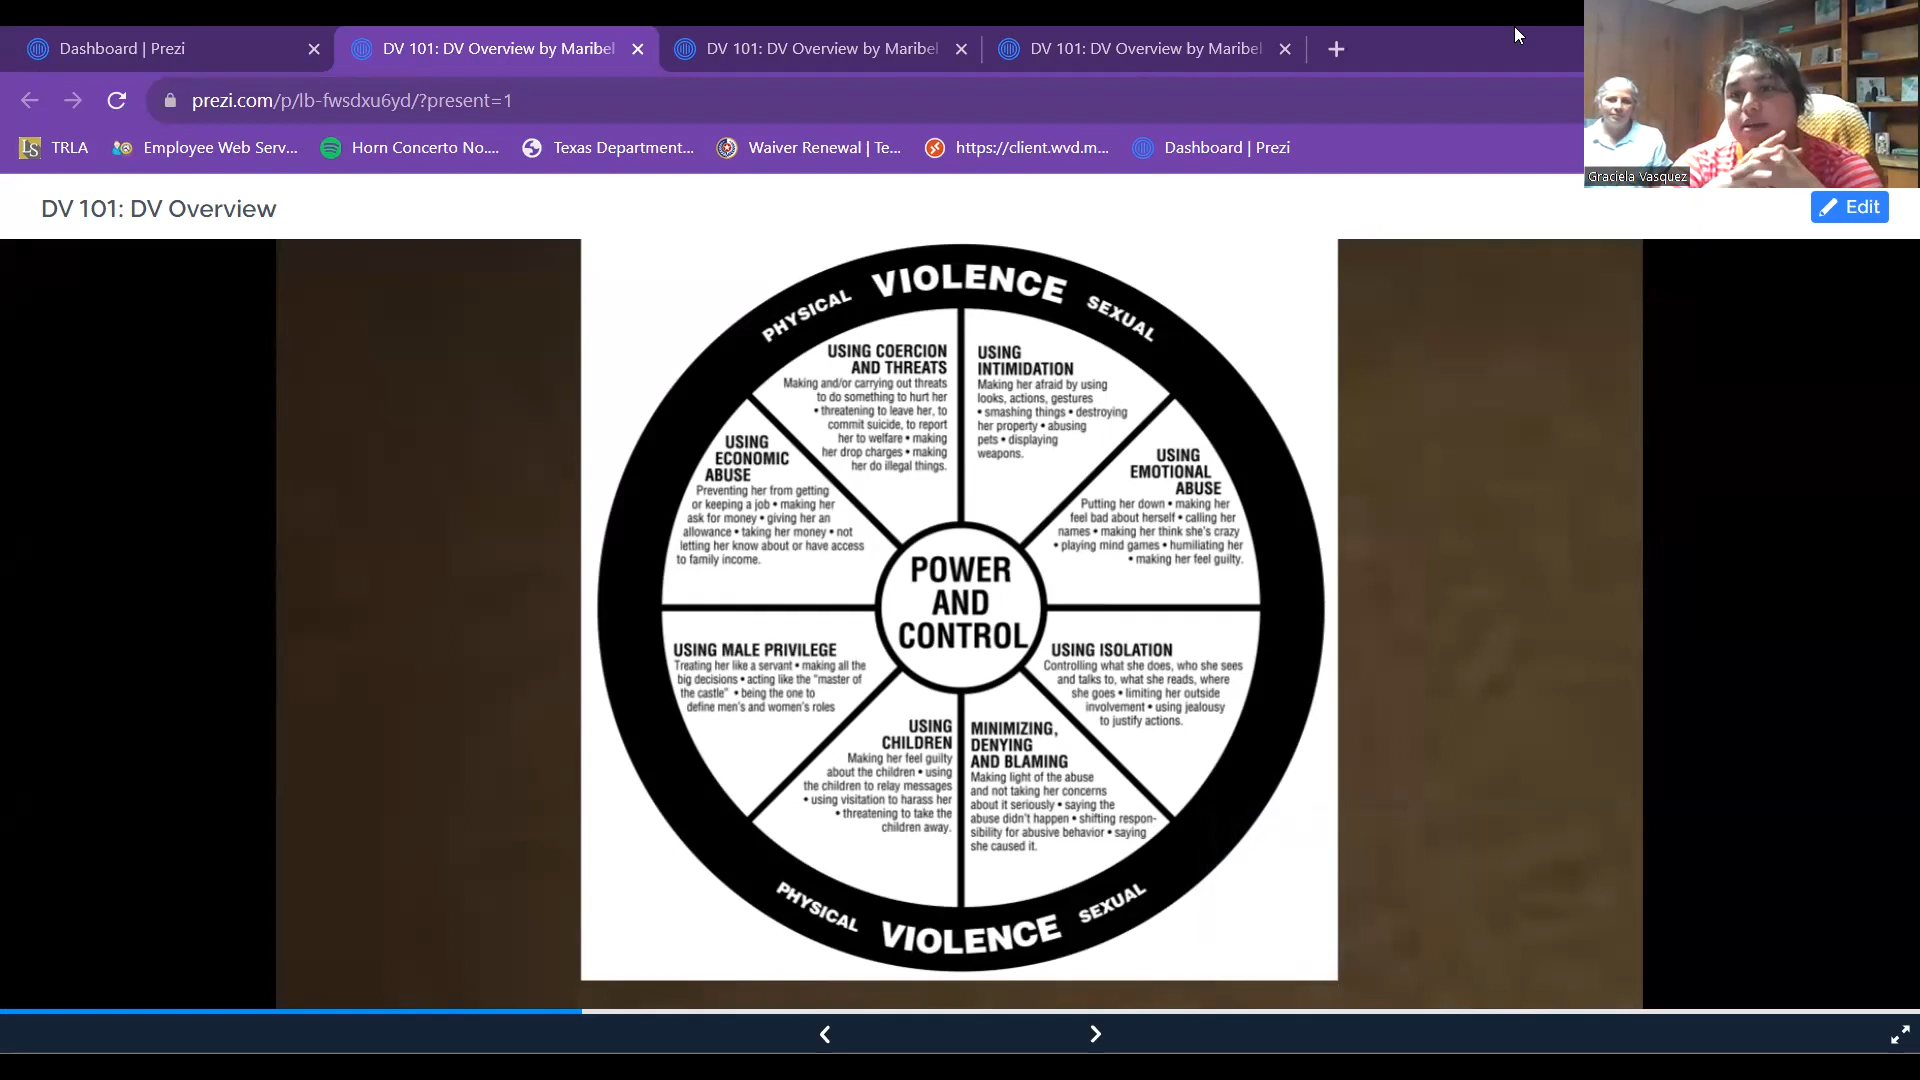 Dashboard | Prezi
DV 101: DV Overview by Maribel
DV 101: DV Overview by Maribel
DV 101: DV Overview by Maribel
prezi.com/p/lb-fwsdxu6yd/?present=1
TRLA
Employee Web Serv...
Horn Concerto No....
Texas Department...
Waiver Renewal | Te...
https://client.wvd.m...
Dashboard | Prezi
Graciela Vasquez
DV 101: DV Overview
Edit
PHYSICAL VIOLENCE SEXUAL
USING COERCION
AND THREATS
Making and/or carrying out threats
to do something to hurt her
• threatening to leave her, to
commit suicide, to report
her to welfare • making
her drop charges • making
her do illegal things.
USING
INTIMIDATION
Making her afraid by using
looks, actions, gestures
• smashing things • destroying
her property • abusing
pets • displaying
weapons.
USING
ECONOMIC
ABUSE
Preventing her from getting
or keeping a job • making her
ask for money • giving her an
allowance • taking her money • not
letting her know about or have access
to family income.
USING
EMOTIONAL
ABUSE
Putting her down • making her
feel bad about herself • calling her
names • making her think she's crazy
• playing mind games • humiliating her
• making her feel guilty.
POWER
AND
CONTROL
USING MALE PRIVILEGE
Treating her like a servant • making all the
big decisions • acting like the "master of
the castle" • being the one to
define men's and women's roles
USING ISOLATION
Controlling what she does, who she sees
and talks to, what she reads, where
she goes • limiting her outside
involvement • using jealousy
to justify actions.
USING
CHILDREN
Making her feel guilty
about the children • using
the children to relay messages
• using visitation to harass her
• threatening to take the
children away.
MINIMIZING,
DENYING
AND BLAMING
Making light of the abuse
and not taking her concerns
about it seriously • saying the
abuse didn't happen • shifting respon-
sibility for abusive behavior • saying
she caused it.
PHYSICAL VIOLENCE SEXUAL